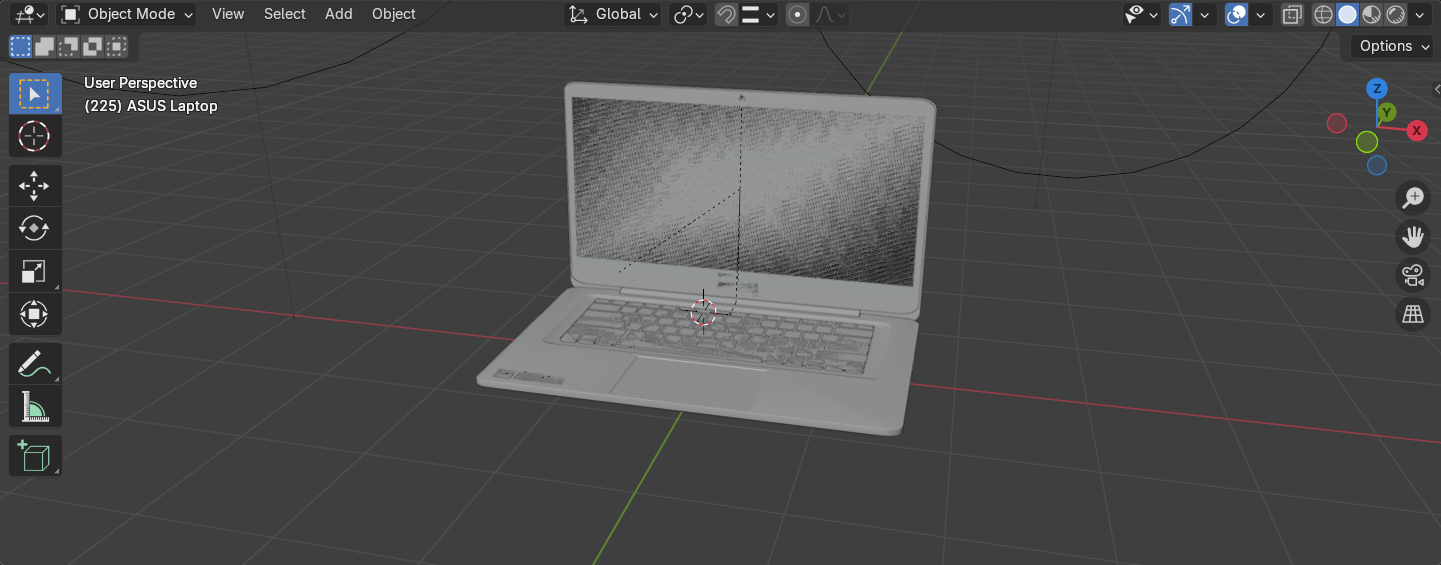 Object Mode View Select Add Object Global
Options
User Perspective
(225) ASUS Laptop
Z
Y
X